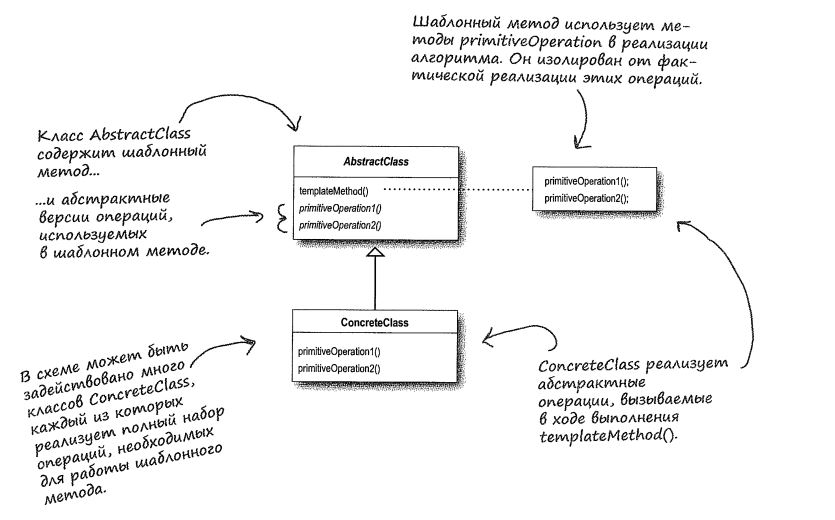 Шаблонный метод использует ме-
тоды primitiveOperation в реализации
алгоритма. Он изолирован от фак-
тической реализации этих операций.
Класс AbstractClass
содержит шаблонный
метод...
...и абстрактные
версии операций,
используемых
в шаблонном методе.
AbstractClass
templateMethod()
primitiveOperation1()
primitiveOperation2()
primitiveOperation1();
primitiveOperation2();
ConcreteClass
primitiveOperation1()
primitiveOperation2()
В схеме может быть
задействовано много
классов ConcreteClass,
каждый из которых
реализует полный набор
операций, необходимых
для работы шаблонного
метода.
ConcreteClass реализует
абстрактные
операции, вызываемые
в ходе выполнения
templateMethod().